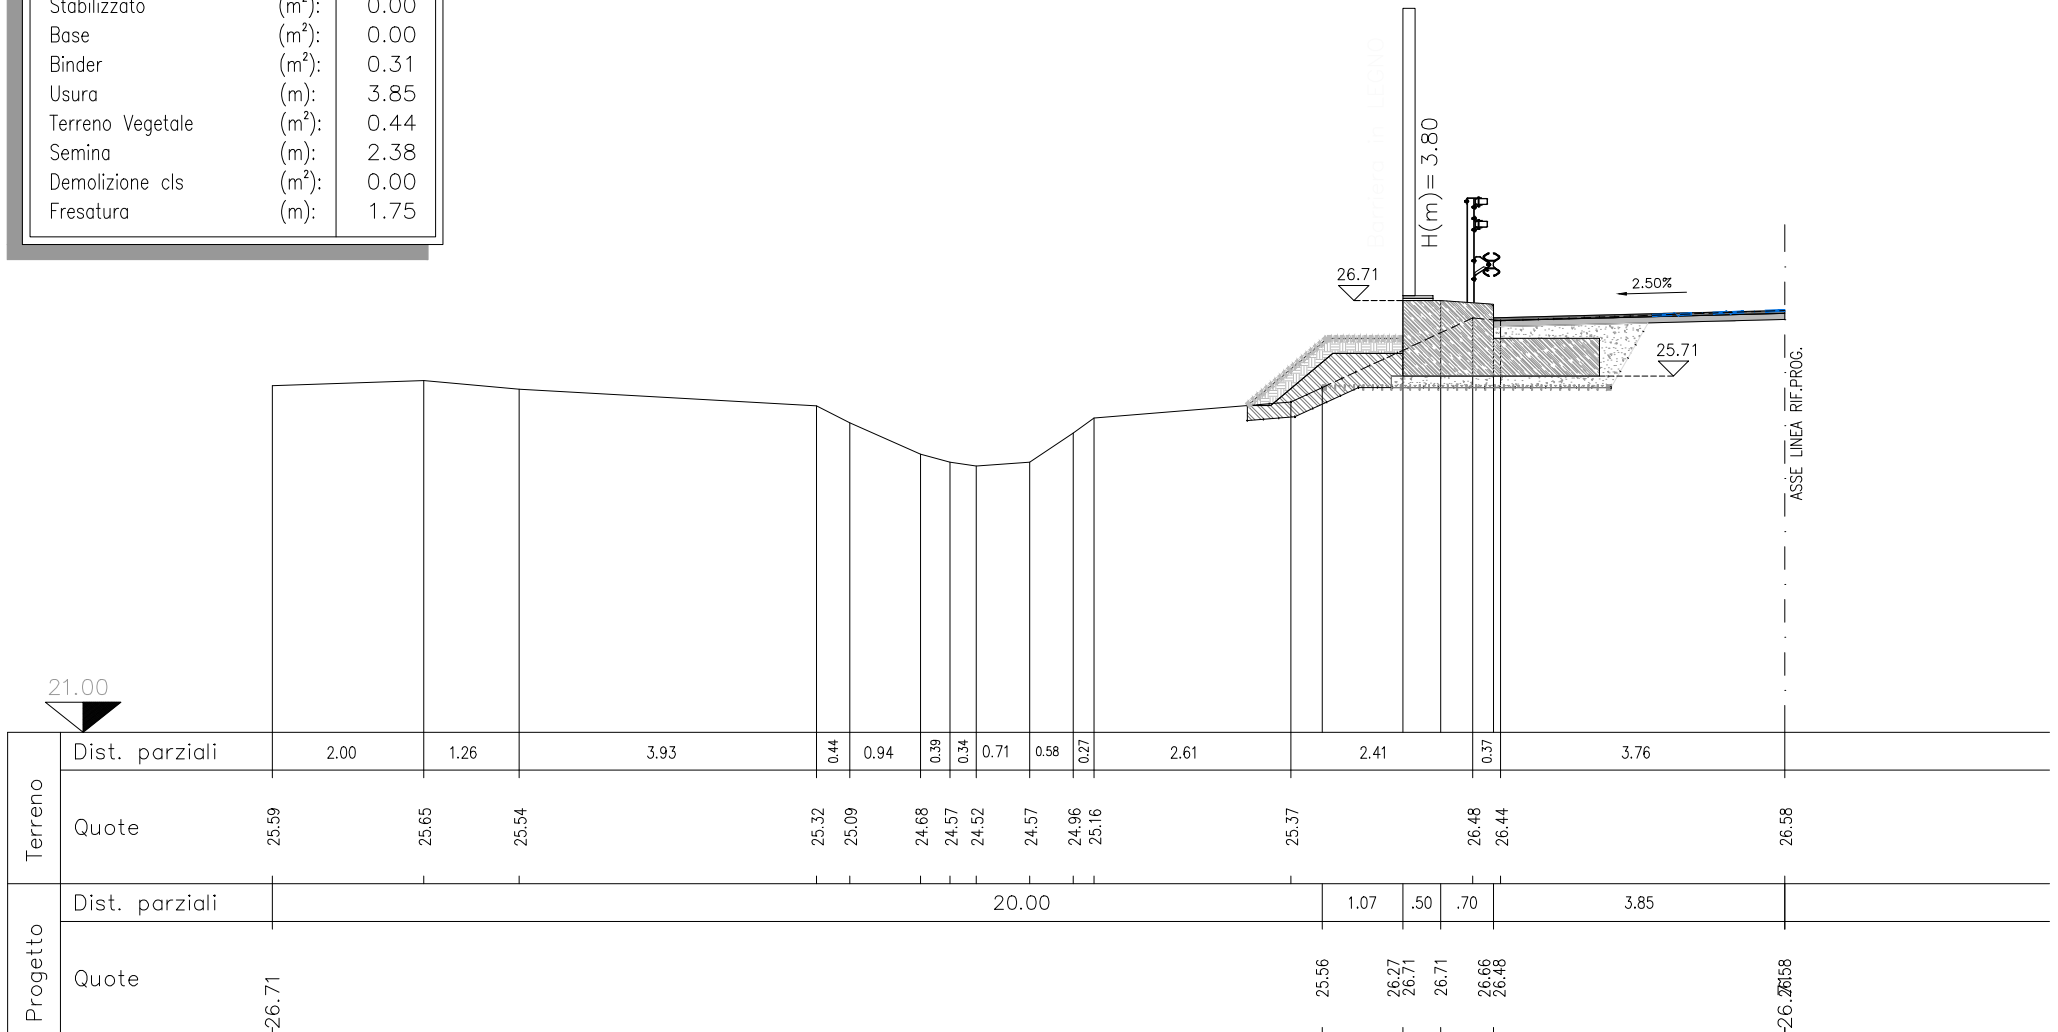 Stabilizzato (m²): 0.00
Base (m²): 0.00
Binder (m²): 0.31
Usura (m): 3.85
Terreno Vegetale (m²): 0.44
Semina (m): 2.38
Demolizione cls (m²): 0.00
Fresatura (m): 1.75
Barriera in LEGNO
H(m)= 3.80
26.71
2.50%
25.71
ASSE LINEA RIF.PROG.
21.00
Terreno
Dist. parziali 2.00 1.26 3.93 0.44 0.94 0.39 0.34 0.71 0.58 0.27 2.61 2.41 0.37 3.76
Quote 25.59 25.65 25.54 25.32 25.09 24.68 24.57 24.52 24.57 24.96 25.16 25.37 26.48 26.44 26.58
Progetto
Dist. parziali 20.00 1.07 .50 .70 3.85
Quote 26.71 25.56 26.27 26.71 26.71 26.66 26.48 26.58